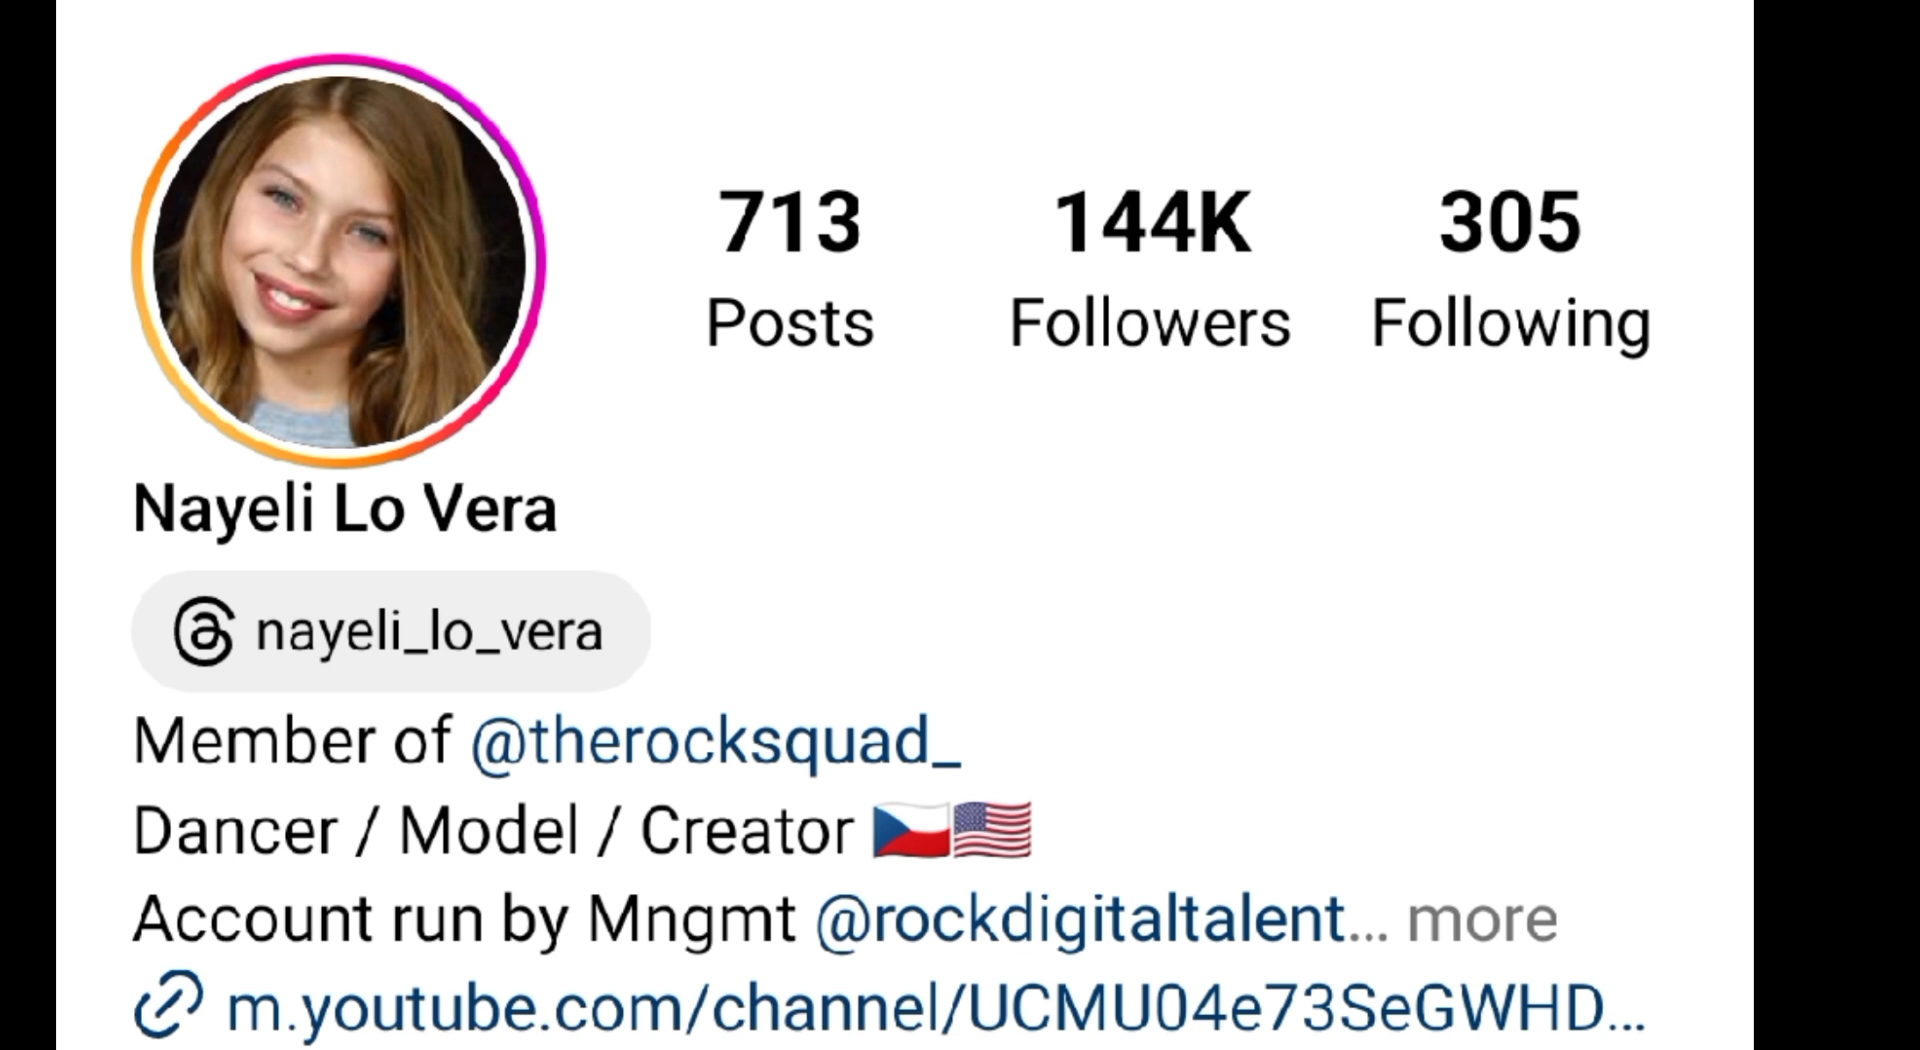 713 144K 305
Posts Followers Following
Nayeli Lo Vera
nayeli_lo_vera
Member of @therocksquad_
Dancer / Model / Creator 🇨🇿🇺🇸
Account run by Mngmt @rockdigitaltalent... more
m.youtube.com/channel/UCMU04e73SeGWHD...